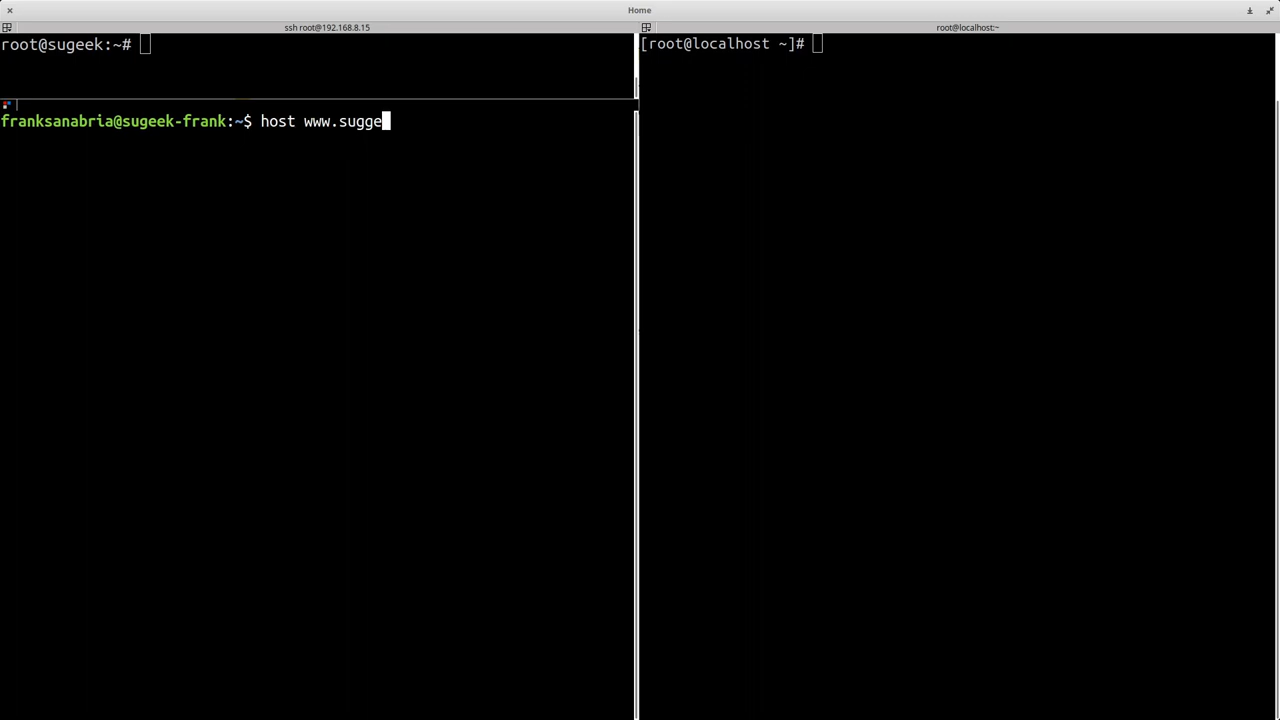 Home
ssh root@192.168.8.15
root@sugeek:~#
franksanabria@sugeek-frank:~$ host www.sugge
root@localhost:~
[root@localhost ~]#